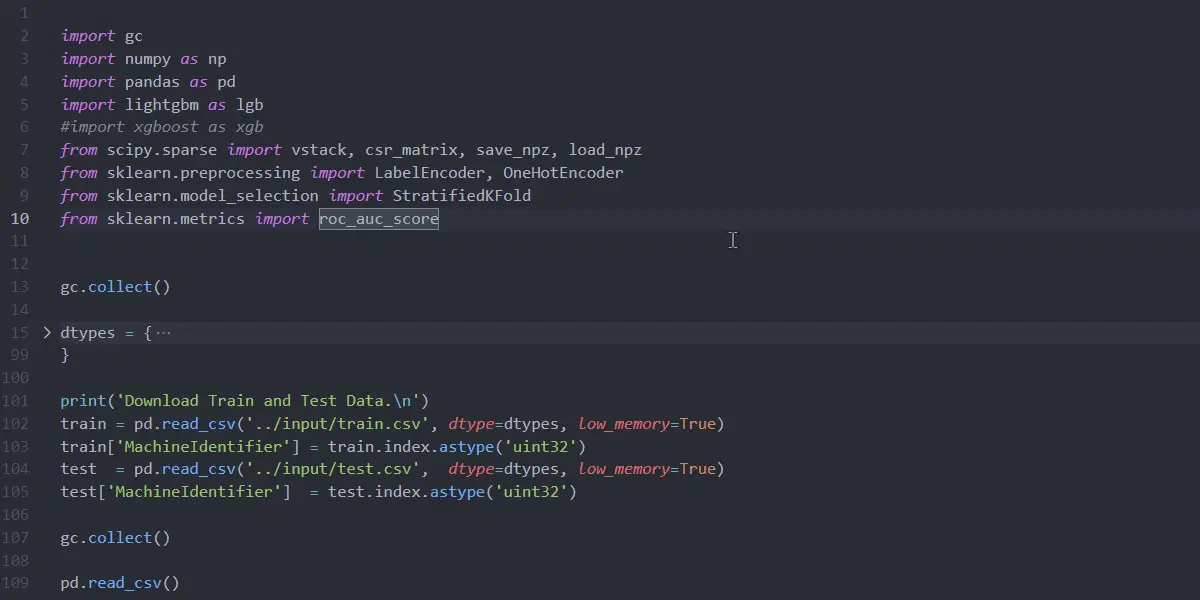 1
2 import gc
3 import numpy as np
4 import pandas as pd
5 import lightgbm as lgb
6 #import xgboost as xgb
7 from scipy.sparse import vstack, csr_matrix, save_npz, load_npz
8 from sklearn.preprocessing import LabelEncoder, OneHotEncoder
9 from sklearn.model_selection import StratifiedKFold
10 from sklearn.metrics import roc_auc_score
11
12
13 gc.collect()
14
15 dtypes = {···
99 }
100
101 print('Download Train and Test Data.\n')
102 train = pd.read_csv('../input/train.csv', dtype=dtypes, low_memory=True)
103 train['MachineIdentifier'] = train.index.astype('uint32')
104 test  = pd.read_csv('../input/test.csv',  dtype=dtypes, low_memory=True)
105 test['MachineIdentifier']  = test.index.astype('uint32')
106
107 gc.collect()
108
109 pd.read_csv()